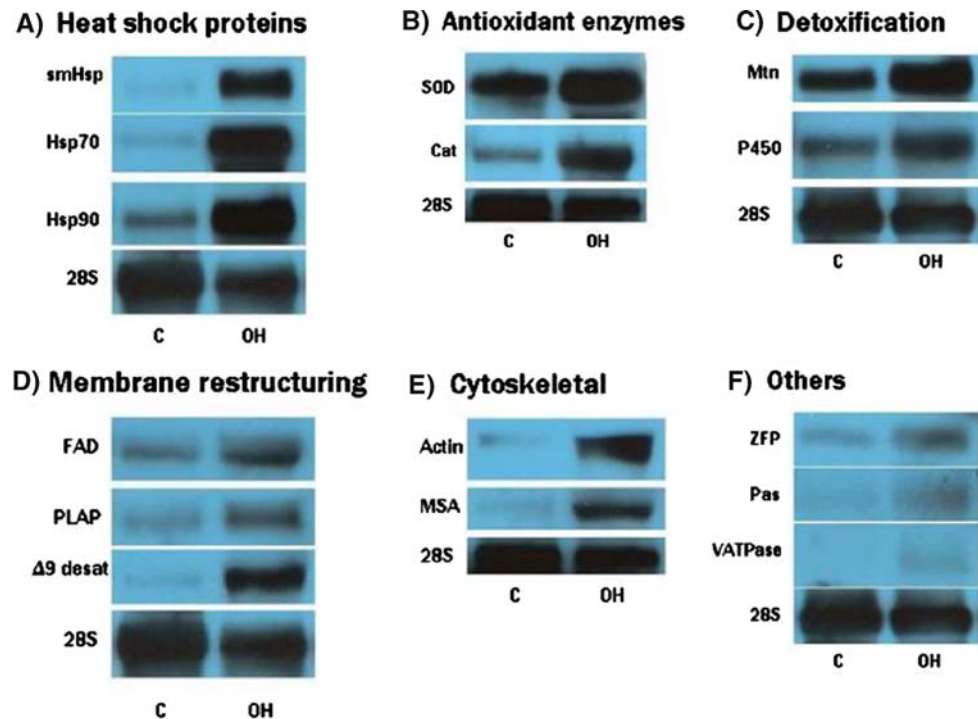 A) Heat shock proteins
smHsp
Hsp70
Hsp90
28S
C OH
B) Antioxidant enzymes
SOD
Cat
28S
C OH
C) Detoxification
Mtn
P450
28S
C OH
D) Membrane restructuring
FAD
PLAP
Δ9 desat
28S
C OH
E) Cytoskeletal
Actin
MSA
28S
C OH
F) Others
ZFP
Pas
VATPase
28S
C OH